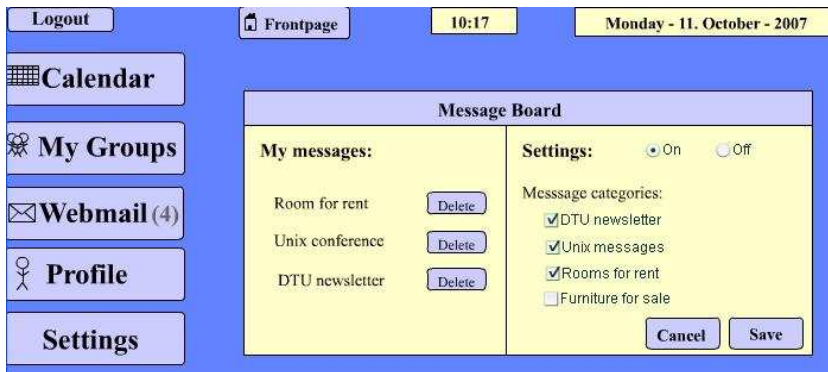 Logout
Frontpage
10:17
Monday - 11. October - 2007
Calendar
My Groups
Webmail (4)
Profile
Settings
Message Board
My messages:
Room for rent Delete
Unix conference Delete
DTU newsletter Delete
Settings: On Off
Messsage categories:
DTU newsletter
Unix messages
Rooms for rent
Furniture for sale
Cancel Save